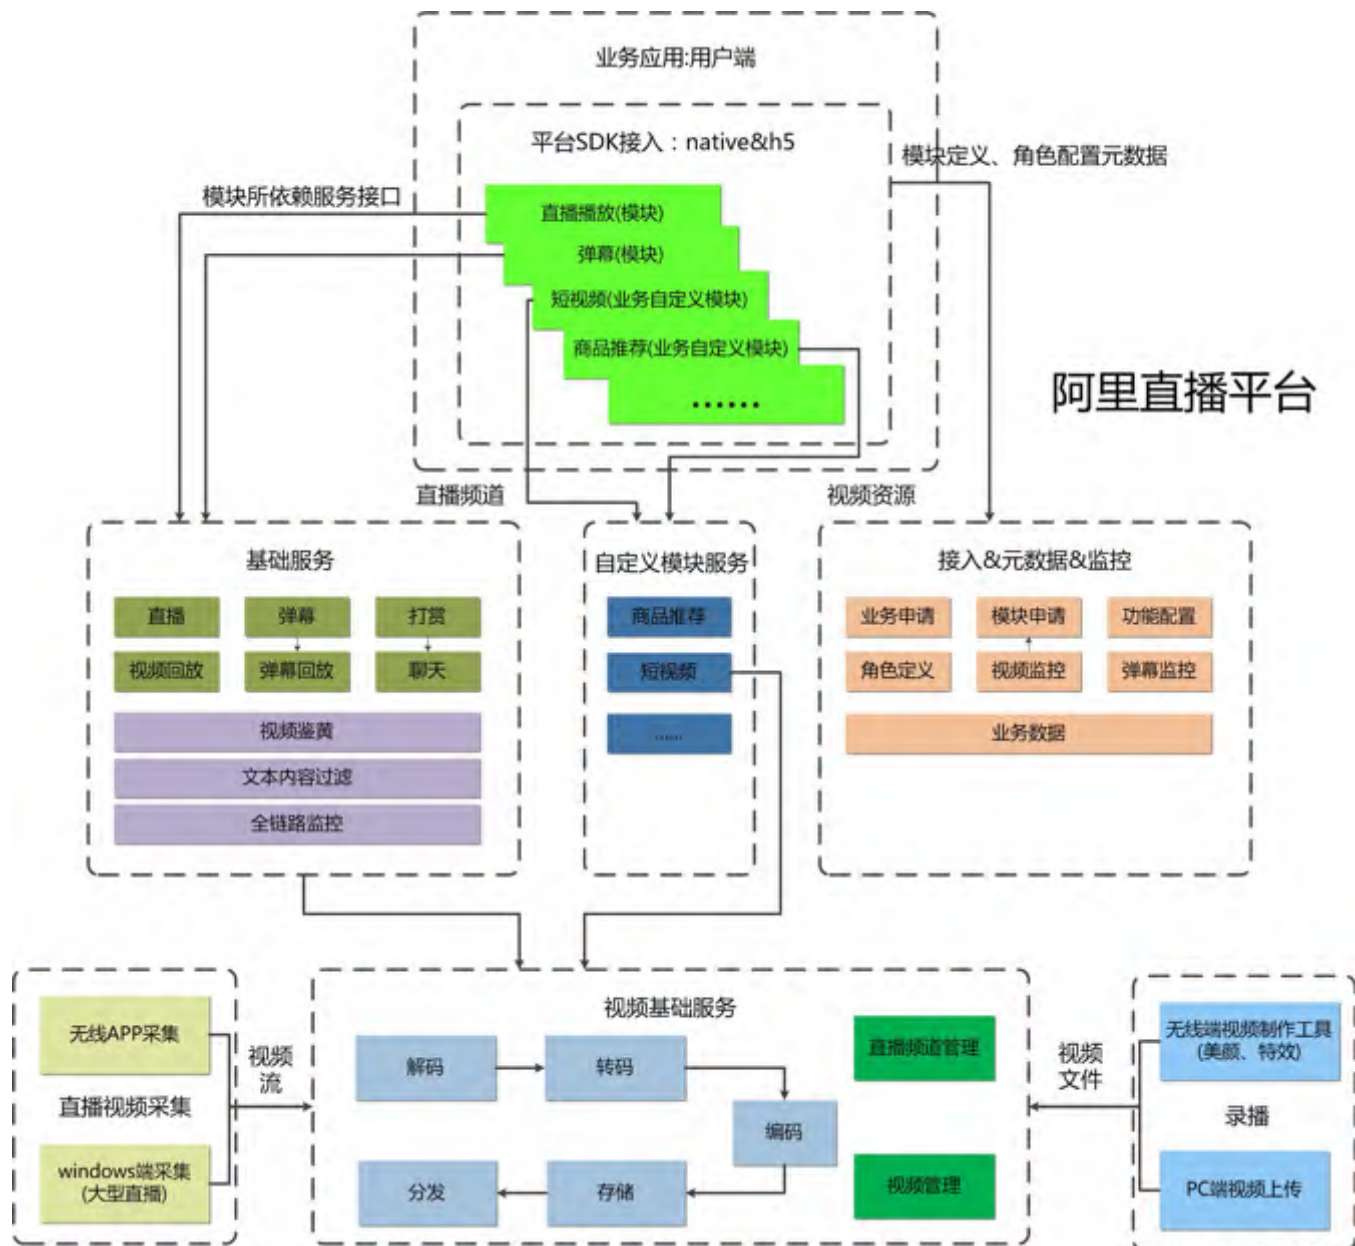 业务应用:用户端
平台SDK接入：native&h5
模块定义、角色配置元数据
模块所依赖服务接口
直播播放(模块)
弹幕(模块)
短视频(业务自定义模块)
商品推荐(业务自定义模块)
······
阿里直播平台
直播频道
视频资源
基础服务
直播
弹幕
打赏
视频回放
弹幕回放
聊天
视频鉴黄
文本内容过滤
全链路监控
自定义模块服务
商品推荐
短视频
......
接入&元数据&监控
业务申请
模块申请
功能配置
角色定义
视频监控
弹幕监控
业务数据
无线APP采集
直播视频采集
windows端采集
(大型直播)
视频
流
视频基础服务
解码
转码
编码
分发
存储
直播频道管理
视频管理
视频
文件
无线端视频制作工具
(美颜、特效)
录播
PC端视频上传